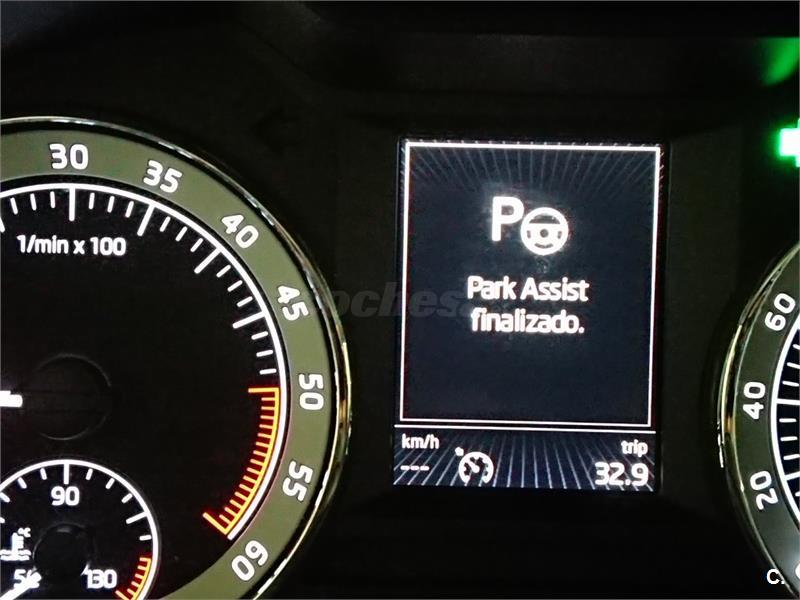 30
35
40
45
50
55
60
1/min x 100
90
130
P
Park Assist
finalizado.
km/h
trip
---
32.9
60
40
20
coches